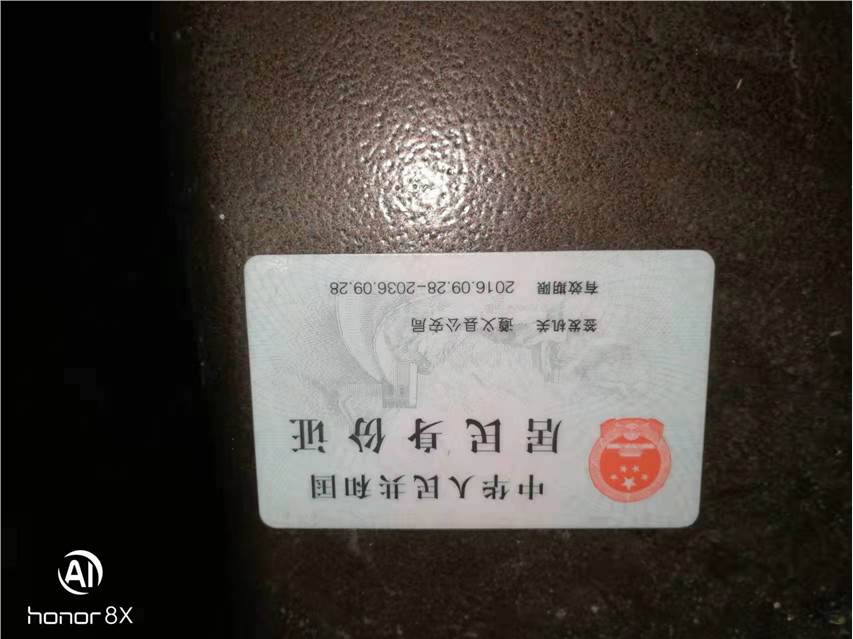 中华人民共和国
居民身份证
签发机关 遵义县公安局
有效期限 2016.09.28-2036.09.28
AI
honor 8X